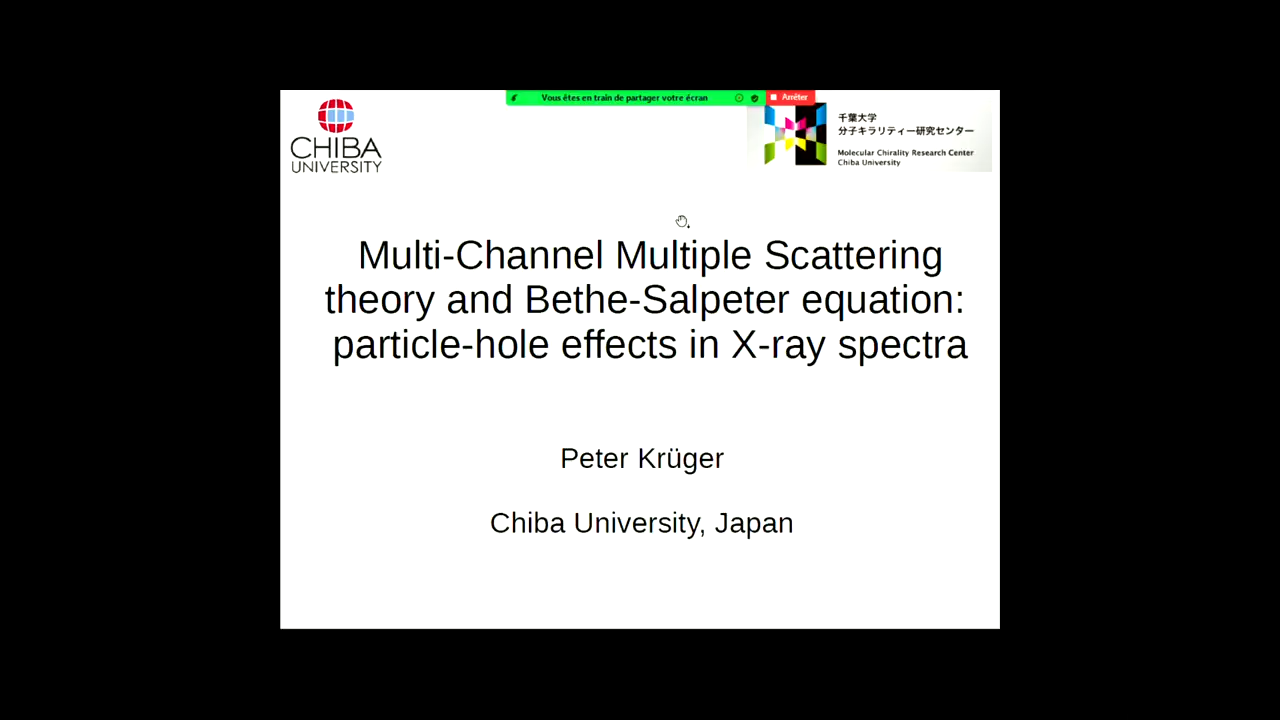 Vous êtes en train de partager votre écran
Arrêter
CHIBA
UNIVERSITY
千葉大学
分子キラリティー研究センター
Molecular Chirality Research Center
Chiba University
Multi-Channel Multiple Scattering
theory and Bethe-Salpeter equation:
particle-hole effects in X-ray spectra
Peter Krüger
Chiba University, Japan